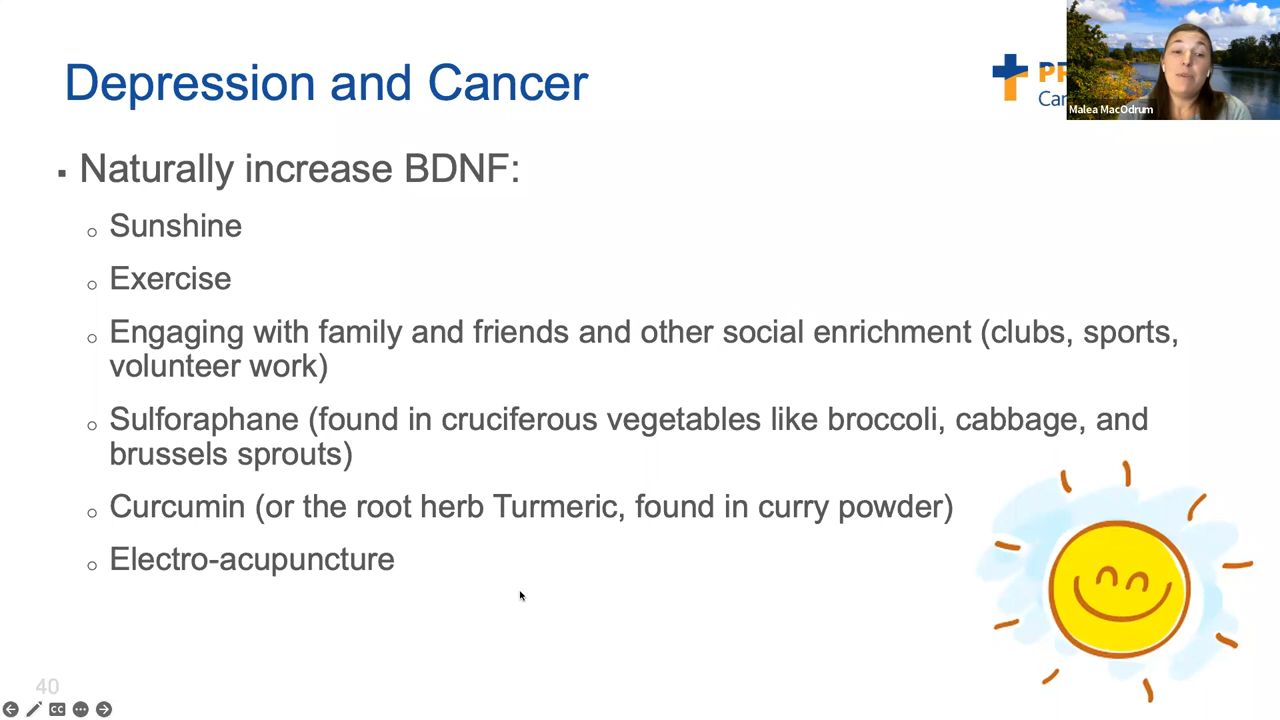 Depression and Cancer
Malea MacOdrum
Naturally increase BDNF:
Sunshine
Exercise
Engaging with family and friends and other social enrichment (clubs, sports,
volunteer work)
Sulforaphane (found in cruciferous vegetables like broccoli, cabbage, and
brussels sprouts)
Curcumin (or the root herb Turmeric, found in curry powder)
Electro-acupuncture
40
CC